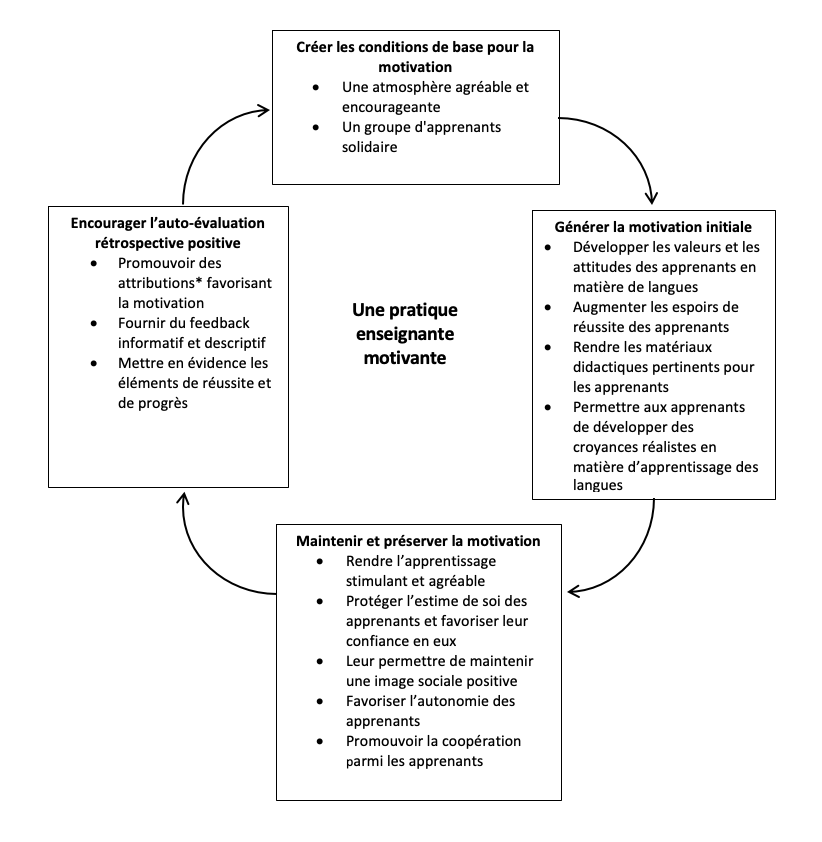 Créer les conditions de base pour la
motivation
• Une atmosphère agréable et
encourageante
• Un groupe d'apprenants
solidaire
Générer la motivation initiale
• Développer les valeurs et les
attitudes des apprenants en
matière de langues
• Augmenter les espoirs de
réussite des apprenants
• Rendre les matériaux
didactiques pertinents pour
les apprenants
• Permettre aux apprenants
de développer des
croyances réalistes en
matière d’apprentissage des
langues
Maintenir et préserver la motivation
• Rendre l’apprentissage
stimulant et agréable
• Protéger l’estime de soi des
apprenants et favoriser leur
confiance en eux
• Leur permettre de maintenir
une image sociale positive
• Favoriser l’autonomie des
apprenants
• Promouvoir la coopération
parmi les apprenants
Encourager l’auto-évaluation
rétrospective positive
• Promouvoir des
attributions* favorisant
la motivation
• Fournir du feedback
informatif et descriptif
• Mettre en évidence les
éléments de réussite et
de progrès
Une pratique
enseignante
motivante